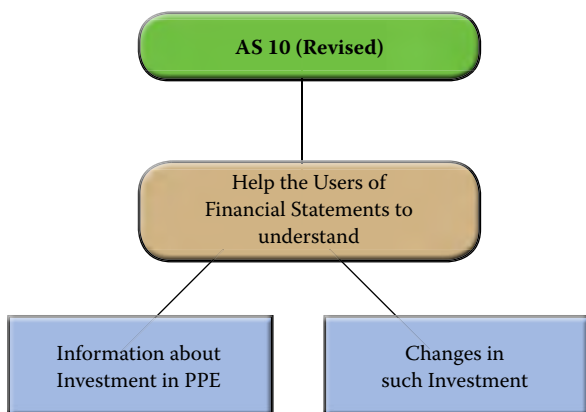 AS 10 (Revised)
Help the Users of
Financial Statements to
understand
Information about
Investment in PPE
Changes in
such Investment